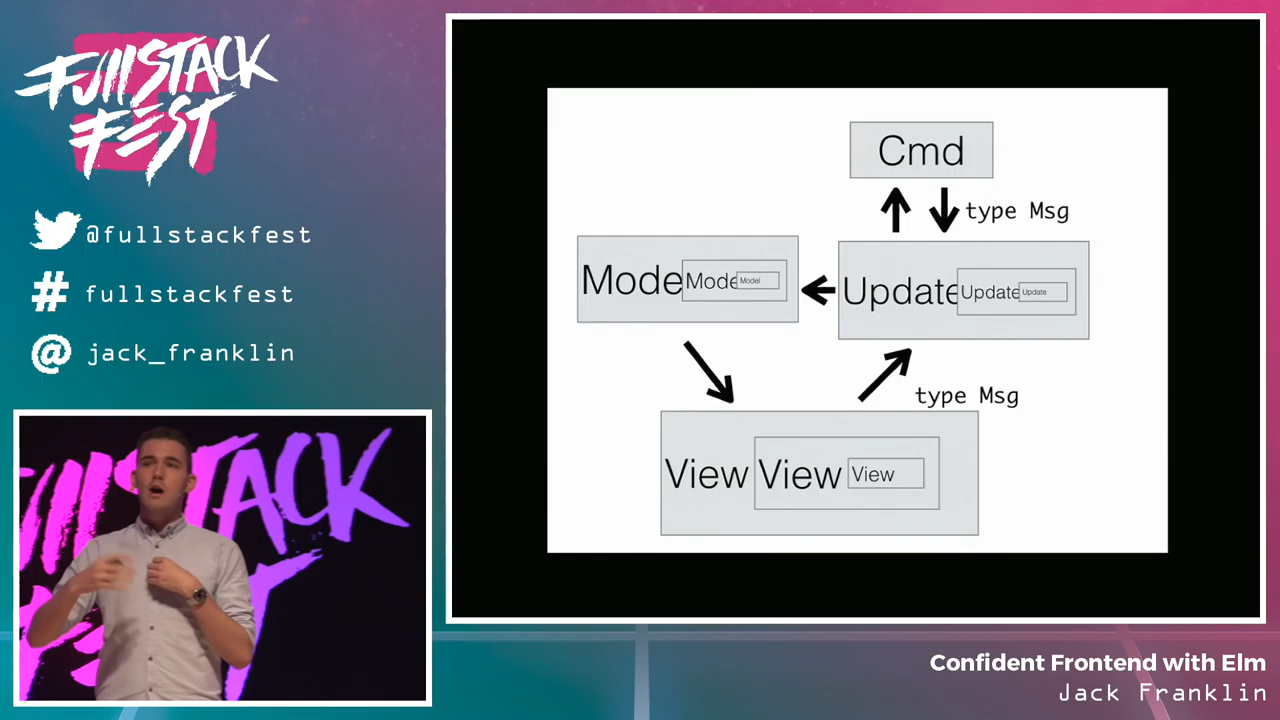 FullSTACK
FEST
@fullstackfest
# fullstackfest
@ jack_franklin
Cmd
type Msg
Mode Mode Model
Update Update Update
type Msg
View View View
FullSTACK
Confident Frontend with Elm
Jack Franklin